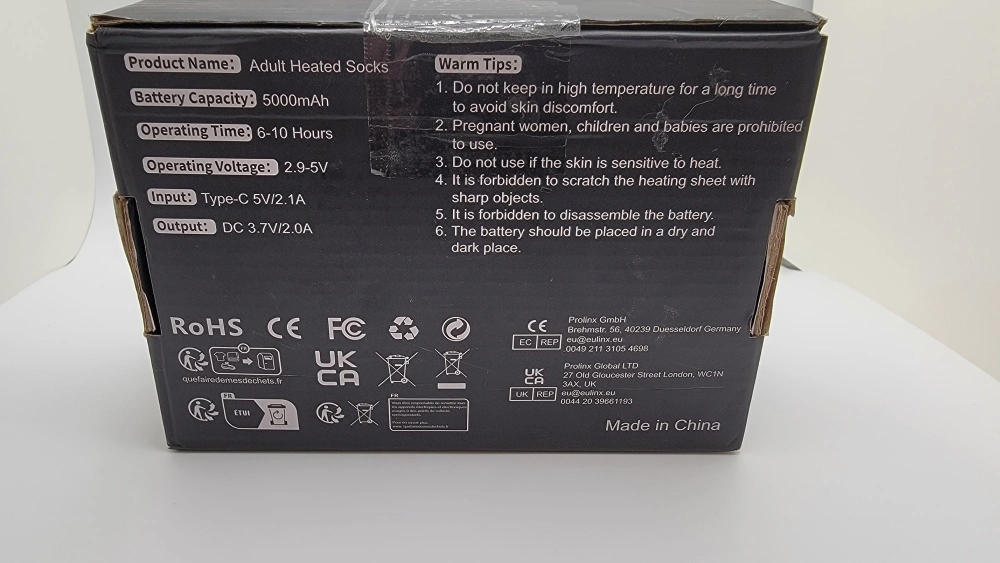 Product Name: Adult Heated Socks
Battery Capacity: 5000mAh
Operating Time: 6-10 Hours
Operating Voltage: 2.9-5V
Input: Type-C 5V/2.1A
Output: DC 3.7V/2.0A
Warm Tips:
1. Do not keep in high temperature for a long time
to avoid skin discomfort.
2. Pregnant women, children and babies are prohibited
to use.
3. Do not use if the skin is sensitive to heat.
4. It is forbidden to scratch the heating sheet with
sharp objects.
5. It is forbidden to disassemble the battery.
6. The battery should be placed in a dry and
dark place.
RoHS CE FC
FR
quefairedemesdechets.fr
UK
CA
FR
ÉTUI
FR
CE
EC REP
Prolinx GmbH
Brehmstr. 56, 40239 Duesseldorf Germany
eu@eulinx.eu
0049 211 3105 4698
UK
CA
UK REP
Prolinx Global LTD
27 Old Gloucester Street London, WC1N
3AX, UK
eu@eulinx.eu
0044 20 39661193
Made in China